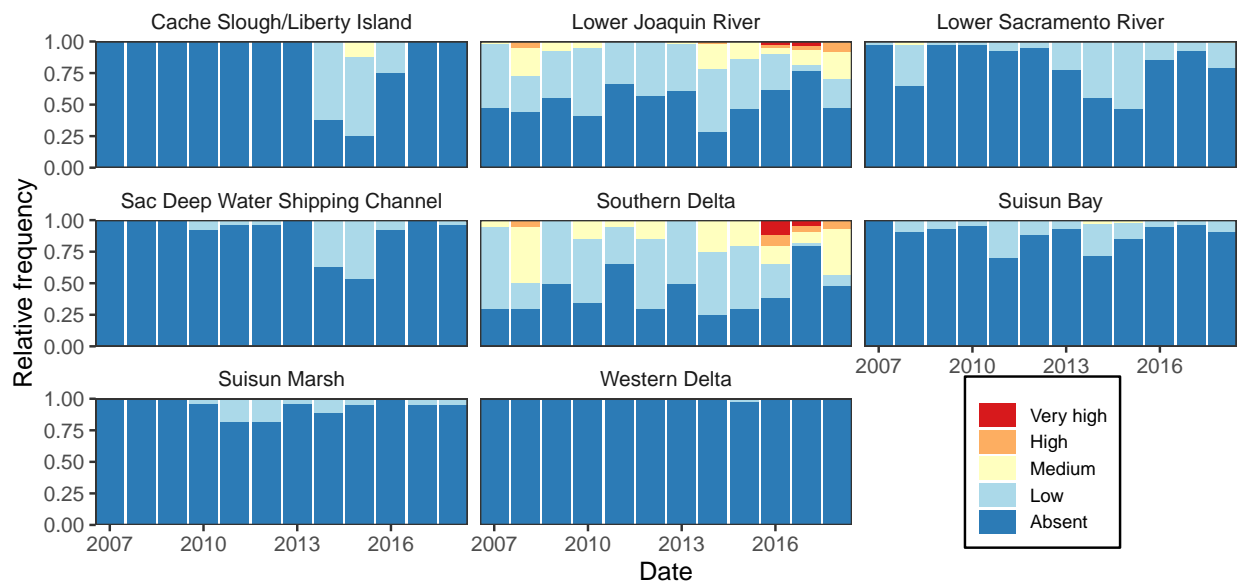 Cache Slough/Liberty Island
Lower Joaquin River
Lower Sacramento River
1.00
0.75
0.50
0.25
0.00
Sac Deep Water Shipping Channel
Southern Delta
Suisun Bay
1.00
0.75
0.50
0.25
0.00
Relative frequency
2007 2010 2013 2016
Suisun Marsh
Western Delta
1.00
0.75
0.50
0.25
0.00
2007 2010 2013 2016
2007 2010 2013 2016
Date
Very high
High
Medium
Low
Absent